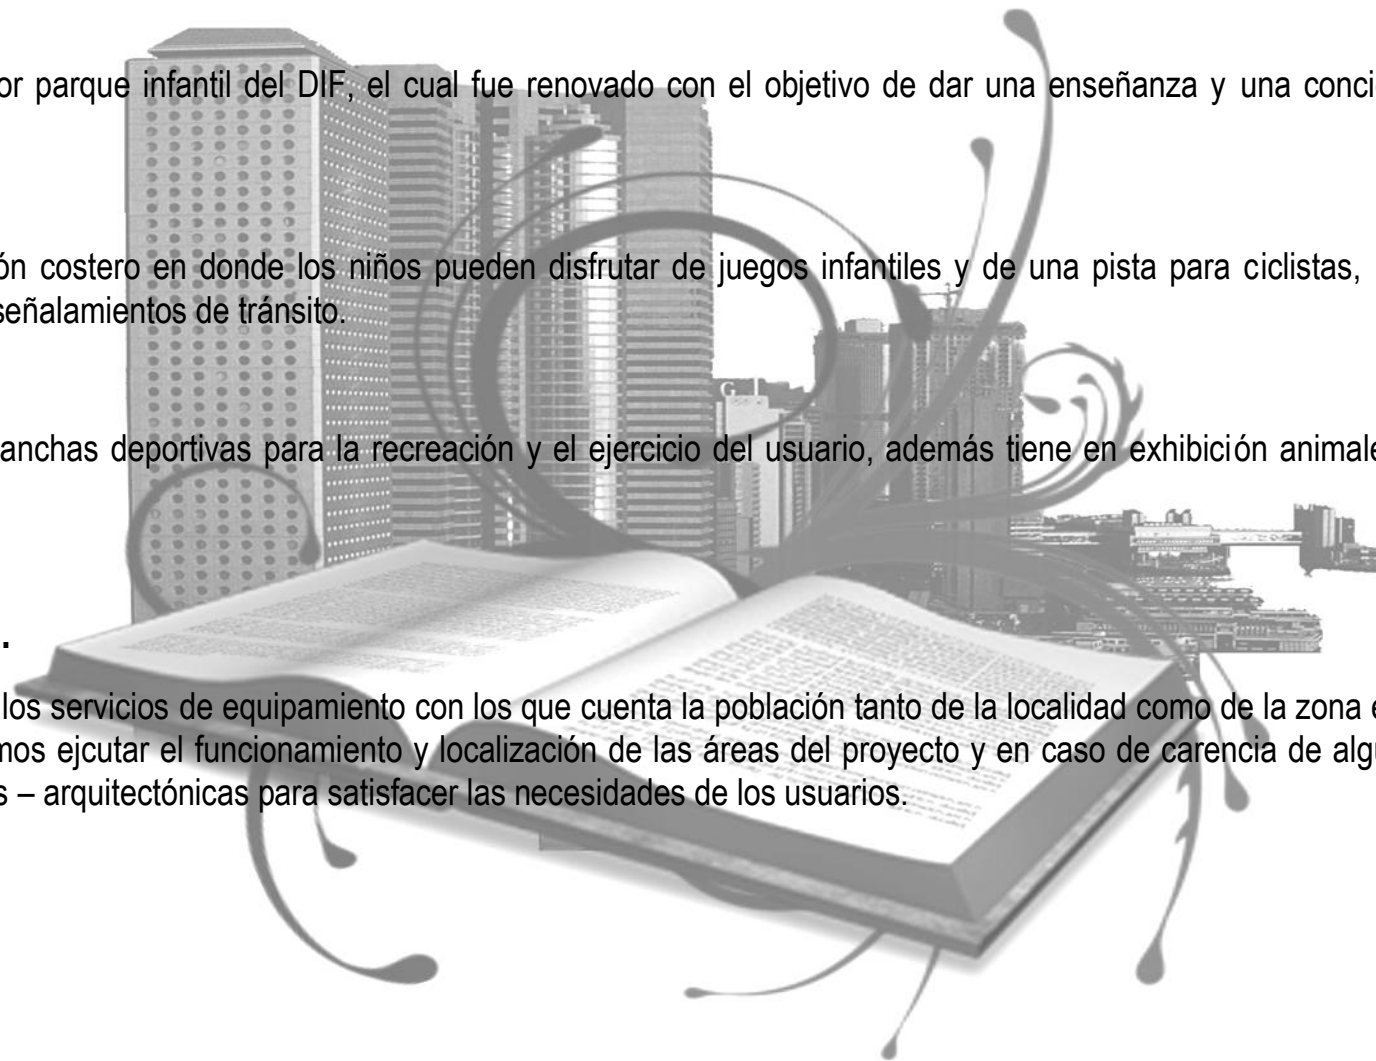 or parque infantil del DIF, el cual fue renovado con el objetivo de dar una enseñanza y una conci
ón costero en donde los niños pueden disfrutar de juegos infantiles y de una pista para ciclistas,
señalamientos de tránsito.
anchas deportivas para la recreación y el ejercicio del usuario, además tiene en exhibición animale
.
los servicios de equipamiento con los que cuenta la población tanto de la localidad como de la zona e
mos ejcutar el funcionamiento y localización de las áreas del proyecto y en caso de carencia de algu
s – arquitectónicas para satisfacer las necesidades de los usuarios.